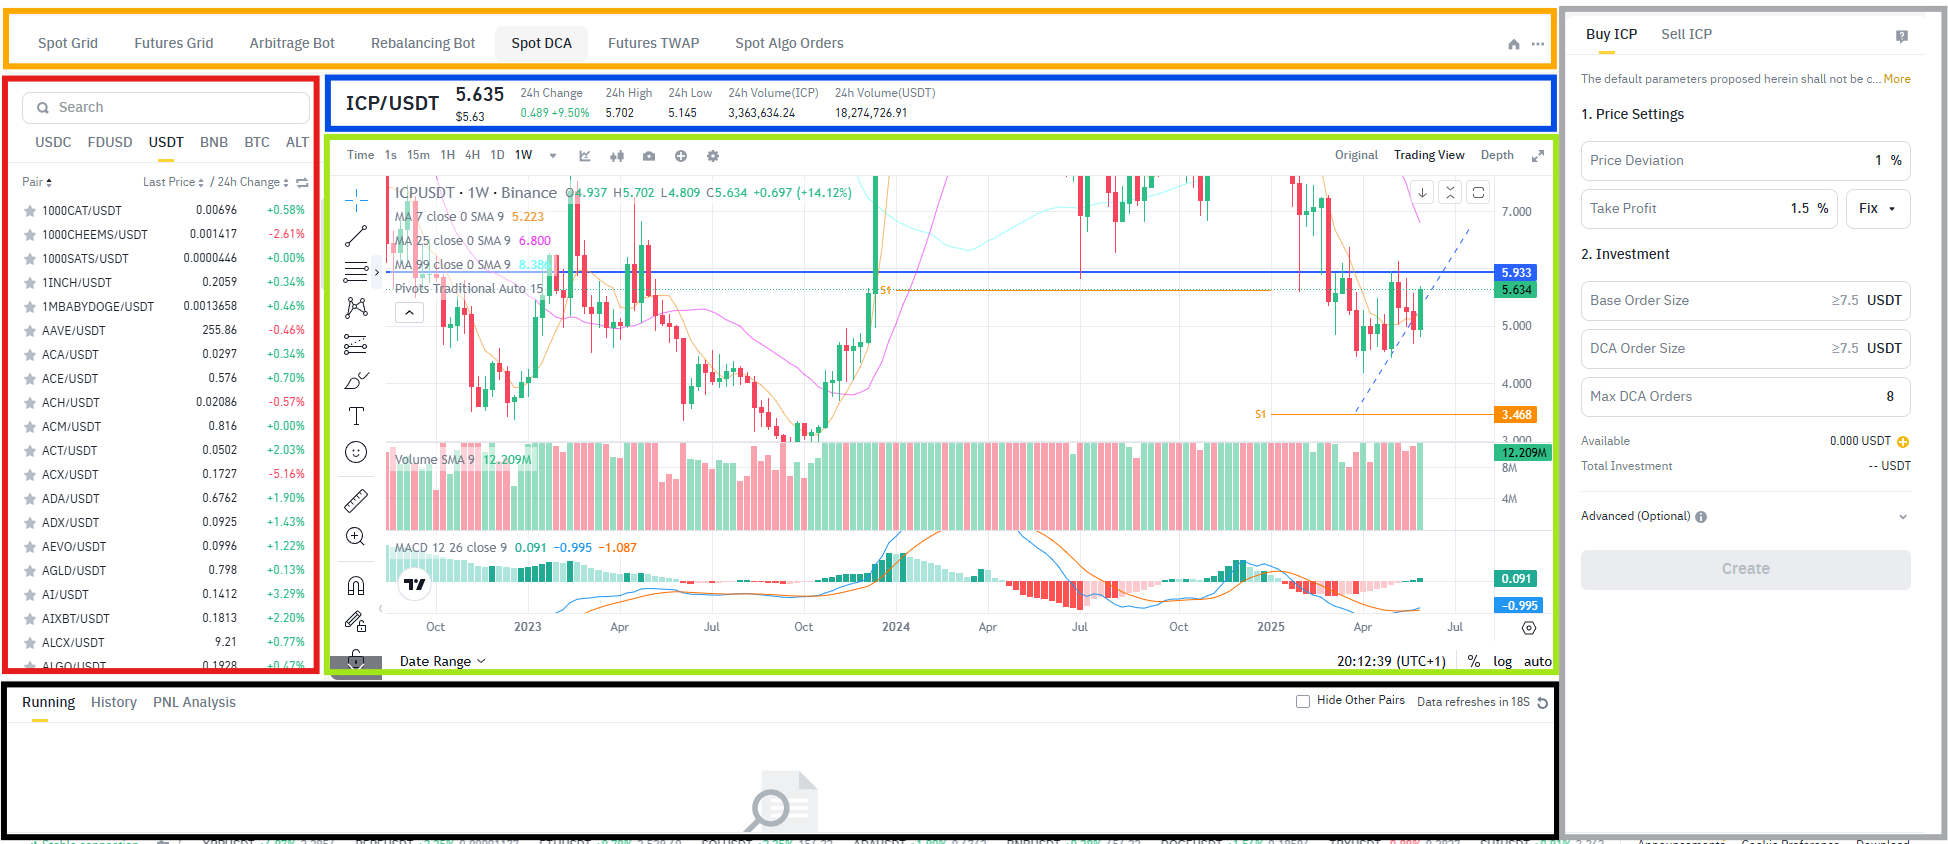 Spot Grid Futures Grid Arbitrage Bot Rebalancing Bot Spot DCA Futures TWAP Spot Algo Orders
Search
USDC FDUSD USDT BNB BTC ALT
Pair Last Price / 24h Change
1000CAT/USDT 0.00696 +0.58%
1000CHEEMS/USDT 0.001417 -2.61%
1000SATS/USDT 0.0000446 +0.00%
1INCH/USDT 0.2059 +0.34%
1MBABYDOGE/USDT 0.0013658 +0.46%
AAVE/USDT 255.86 -0.46%
ACA/USDT 0.0297 +0.34%
ACE/USDT 0.576 +0.70%
ACH/USDT 0.02086 -0.57%
ACM/USDT 0.816 +0.00%
ACT/USDT 0.0502 +2.03%
ACX/USDT 0.1727 -5.16%
ADA/USDT 0.6762 +1.90%
ADX/USDT 0.0925 +1.43%
AEVO/USDT 0.0996 +1.22%
AGLD/USDT 0.798 +0.13%
AI/USDT 0.1412 +3.29%
AIXBT/USDT 0.1813 +2.20%
ALCX/USDT 9.21 +0.77%
ALGO/USDT 0.1928 +0.47%
ICP/USDT 5.635 $5.63
24h Change 24h High 24h Low 24h Volume(ICP) 24h Volume(USDT)
0.489 +9.50% 5.702 5.145 3,363,634.24 18,274,726.91
Time 1s 15m 1H 4H 1D 1W Original Trading View Depth
ICPUSDT · 1W · Binance O4.937 H5.702 L4.809 C5.634 +0.697 (+14.12%)
MA 7 close 0 SMA 9 5.223
MA 25 close 0 SMA 9 6.800
MA 99 close 0 SMA 9
Pivots Traditional Auto 15
S1
S1
7.000
5.933
5.634
5.000
4.000
3.468
3.000
Volume SMA 9 12.209M
12.209M
8M
4M
MACD 12 26 close 9 0.091 −0.995 −1.087
0.091
−0.995
Oct 2023 Apr Jul Oct 2024 Apr Jul Oct 2025 Apr Jul
Date Range 20:12:39 (UTC+1) % log auto
Running History PNL Analysis Hide Other Pairs Data refreshes in 18S
Buy ICP Sell ICP
The default parameters proposed herein shall not be c... More
1. Price Settings
Price Deviation 1 %
Take Profit 1.5 % Fix
2. Investment
Base Order Size ≥7.5 USDT
DCA Order Size ≥7.5 USDT
Max DCA Orders 8
Available 0.000 USDT
Total Investment -- USDT
Advanced (Optional)
Create